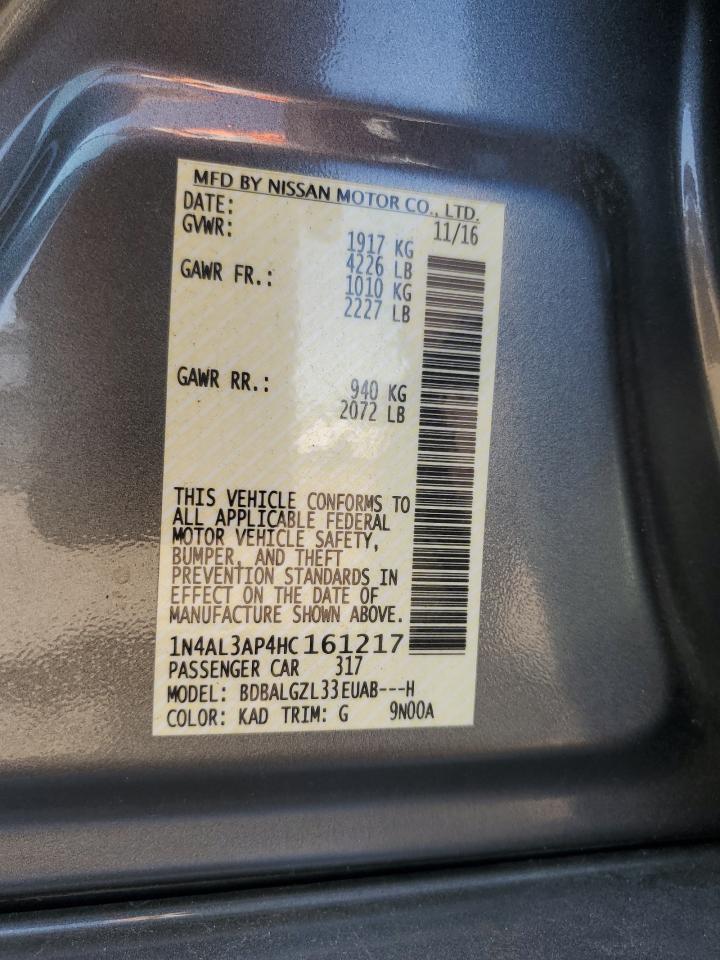 MFD BY NISSAN MOTOR CO., LTD.
DATE: 11/16
GVWR: 1917 KG
4226 LB
GAWR FR.: 1010 KG
2227 LB
GAWR RR.: 940 KG
2072 LB
THIS VEHICLE CONFORMS TO
ALL APPLICABLE FEDERAL
MOTOR VEHICLE SAFETY,
BUMPER, AND THEFT
PREVENTION STANDARDS IN
EFFECT ON THE DATE OF
MANUFACTURE SHOWN ABOVE.
1N4AL3AP4HC161217
PASSENGER CAR 317
MODEL: BDBALGZL33EUAB---H
COLOR: KAD TRIM: G 9N00A